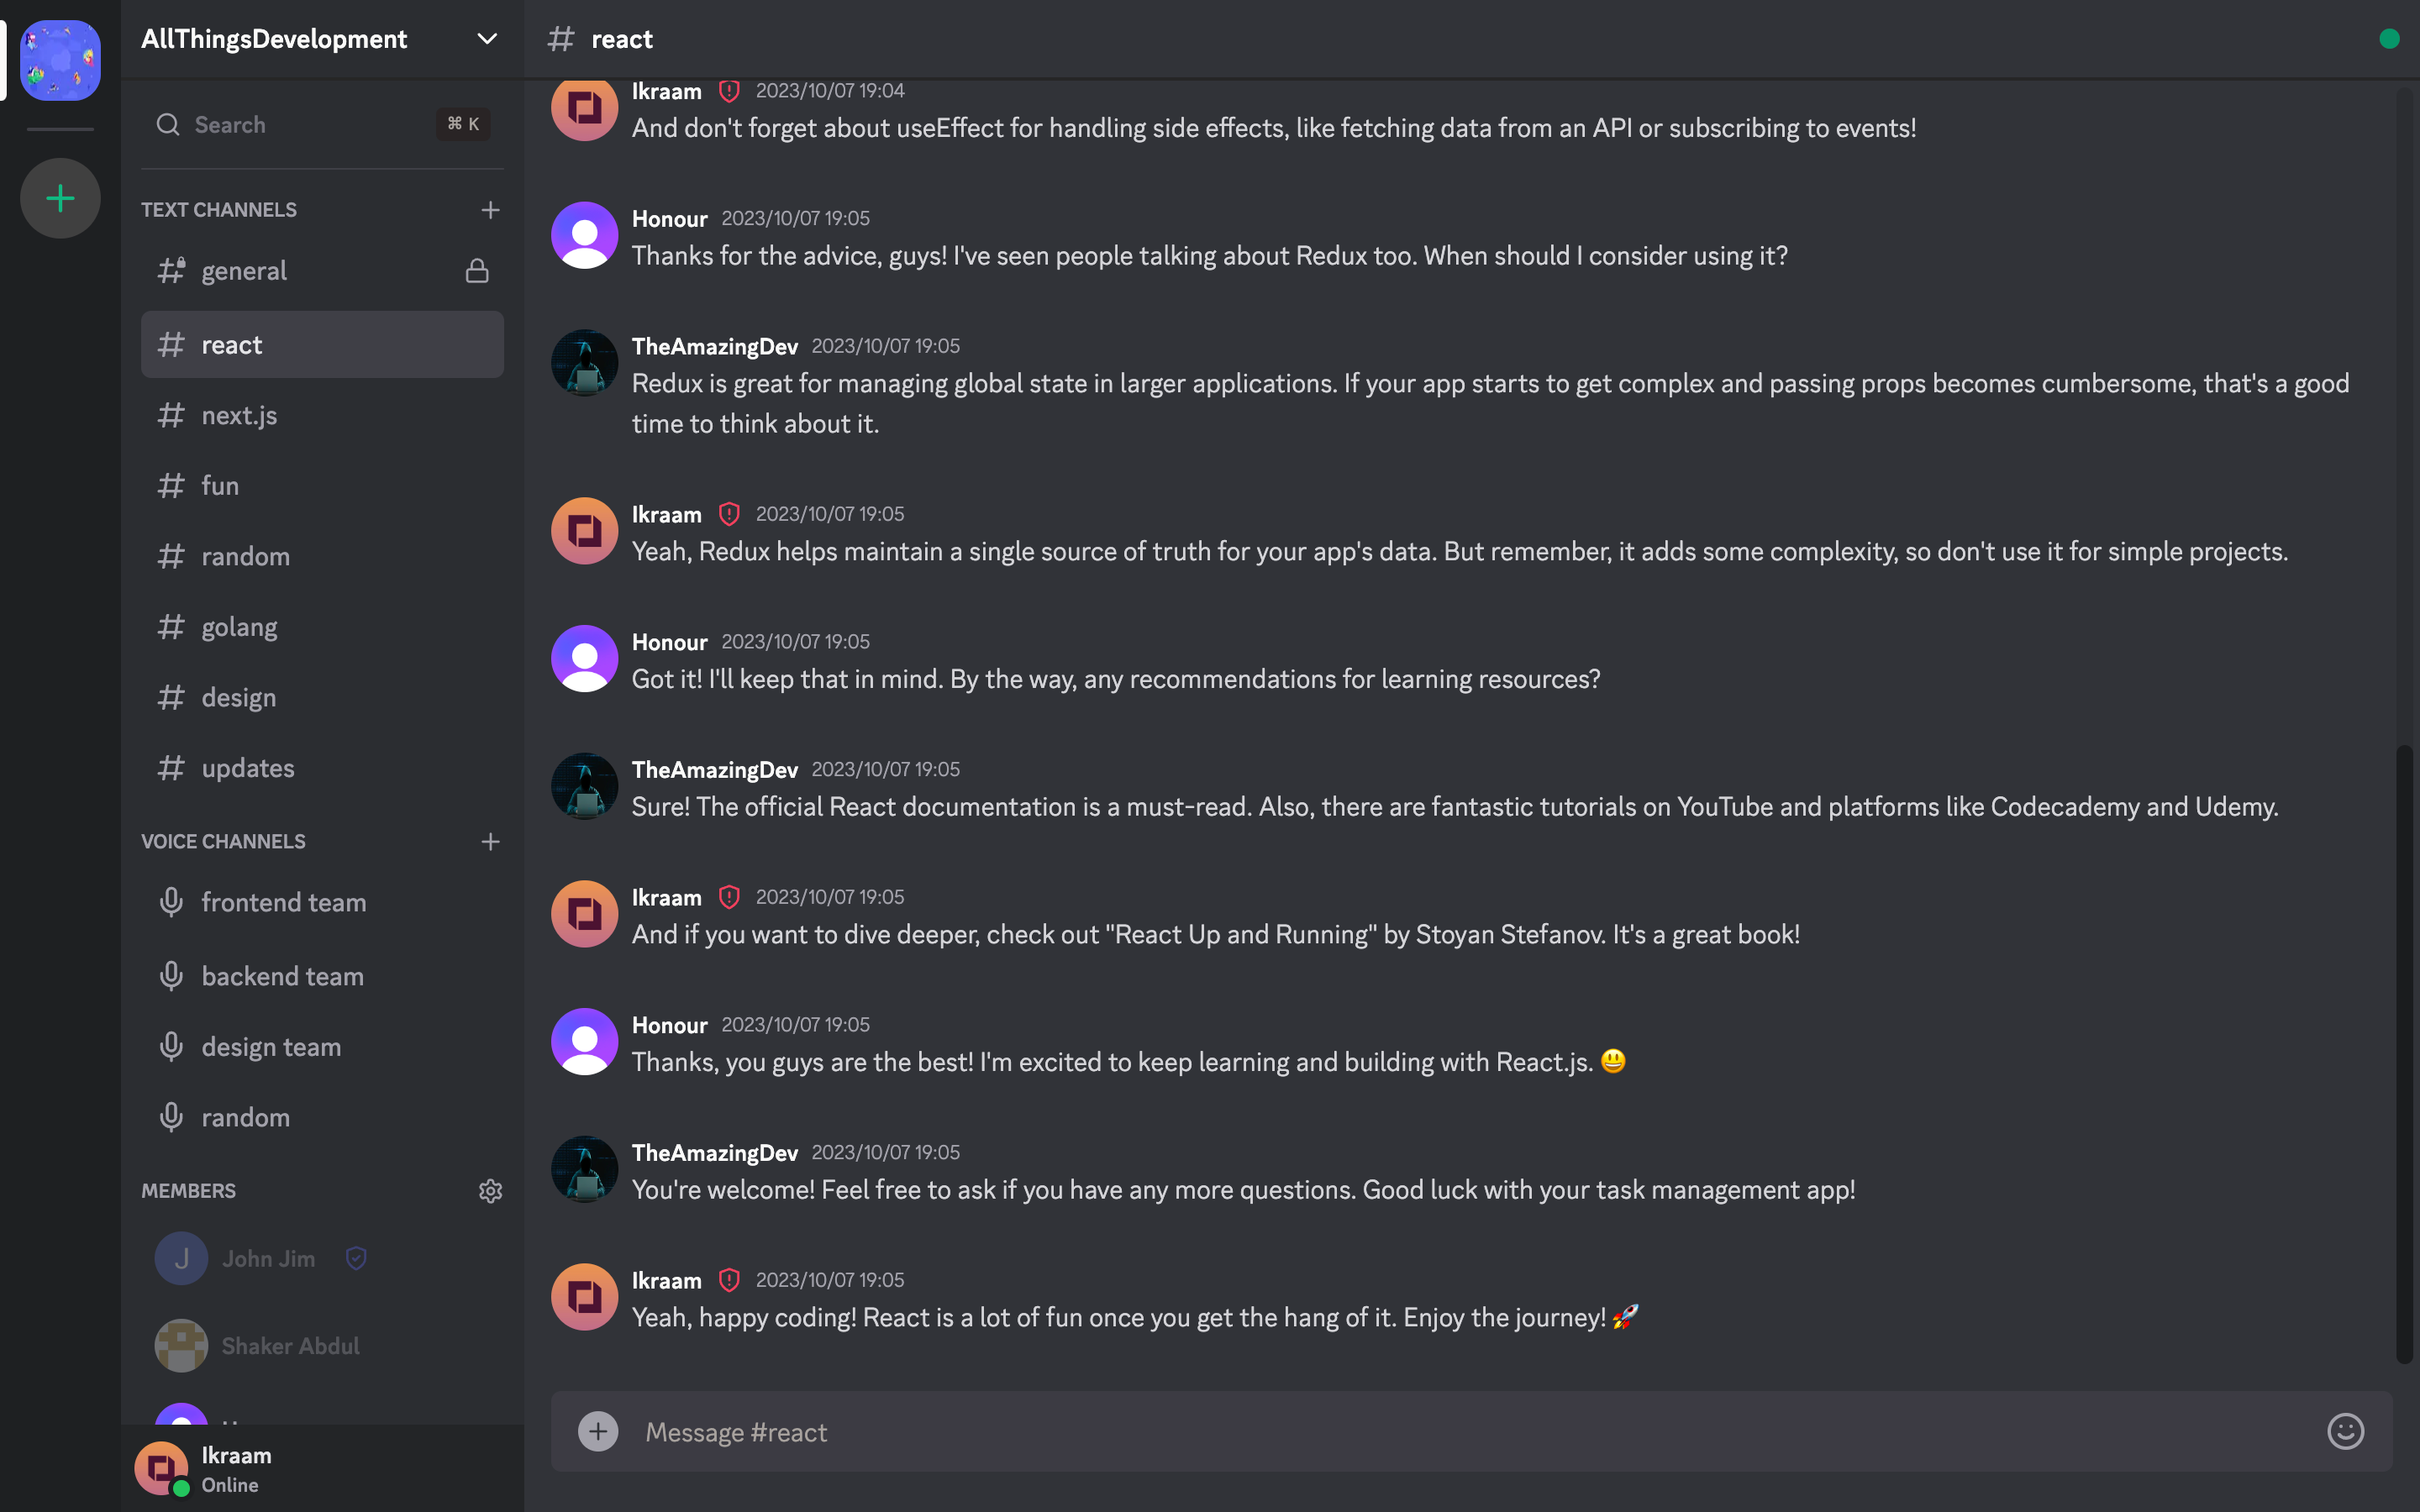 AllThingsDevelopment
Search
⌘ K
TEXT CHANNELS
general
react
next.js
fun
random
golang
design
updates
VOICE CHANNELS
frontend team
backend team
design team
random
MEMBERS
J
John Jim
Shaker Abdul
Ikraam
Online
# react
Ikraam 2023/10/07 19:04
And don't forget about useEffect for handling side effects, like fetching data from an API or subscribing to events!
Honour 2023/10/07 19:05
Thanks for the advice, guys! I've seen people talking about Redux too. When should I consider using it?
TheAmazingDev 2023/10/07 19:05
Redux is great for managing global state in larger applications. If your app starts to get complex and passing props becomes cumbersome, that's a good
time to think about it.
Ikraam 2023/10/07 19:05
Yeah, Redux helps maintain a single source of truth for your app's data. But remember, it adds some complexity, so don't use it for simple projects.
Honour 2023/10/07 19:05
Got it! I'll keep that in mind. By the way, any recommendations for learning resources?
TheAmazingDev 2023/10/07 19:05
Sure! The official React documentation is a must-read. Also, there are fantastic tutorials on YouTube and platforms like Codecademy and Udemy.
Ikraam 2023/10/07 19:05
And if you want to dive deeper, check out "React Up and Running" by Stoyan Stefanov. It's a great book!
Honour 2023/10/07 19:05
Thanks, you guys are the best! I'm excited to keep learning and building with React.js. 😃
TheAmazingDev 2023/10/07 19:05
You're welcome! Feel free to ask if you have any more questions. Good luck with your task management app!
Ikraam 2023/10/07 19:05
Yeah, happy coding! React is a lot of fun once you get the hang of it. Enjoy the journey! 🚀
Message #react